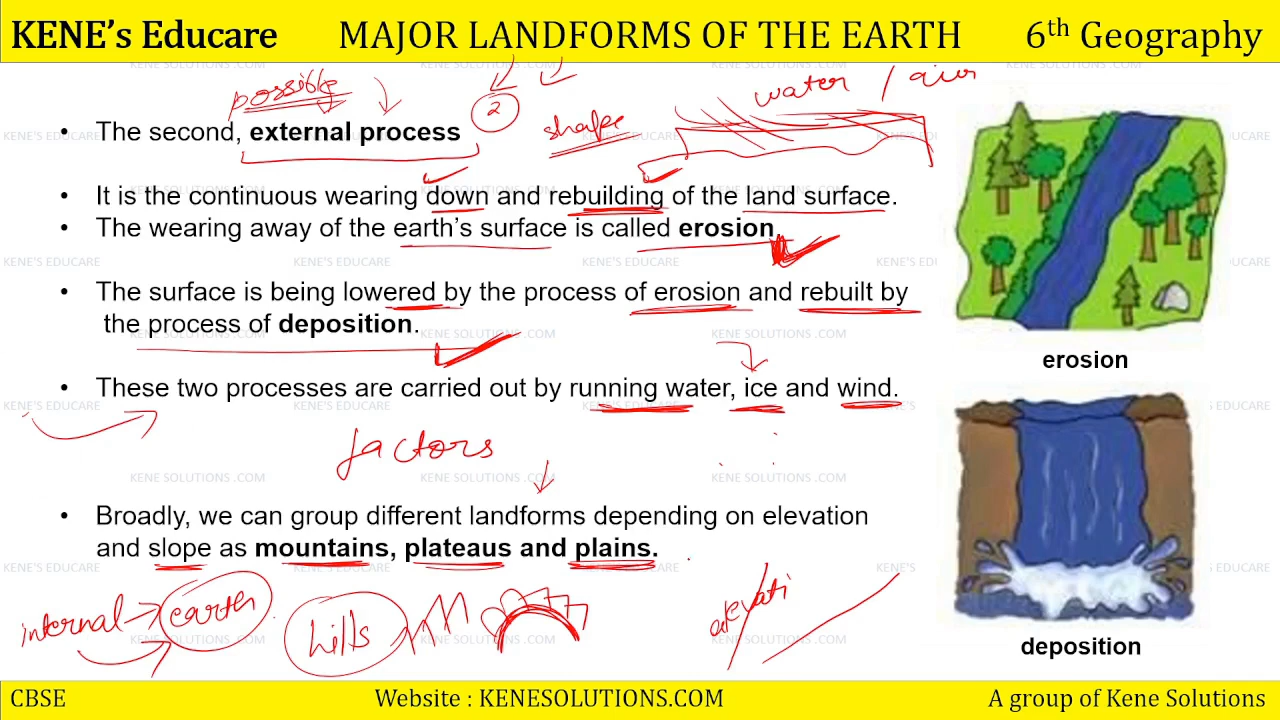 KENE's Educare MAJOR LANDFORMS OF THE EARTH 6th Geography
possible 2 water / air
shape
• The second, external process
• It is the continuous wearing down and rebuilding of the land surface.
• The wearing away of the earth's surface is called erosion.
• The surface is being lowered by the process of erosion and rebuilt by
the process of deposition.
erosion
• These two processes are carried out by running water, ice and wind.
factors
• Broadly, we can group different landforms depending on elevation
and slope as mountains, plateaus and plains.
internal earth hills
deposition
CBSE Website : KENESOLUTIONS.COM A group of Kene Solutions
KENE SOLUTIONS .COM
KENE'S EDUCARE